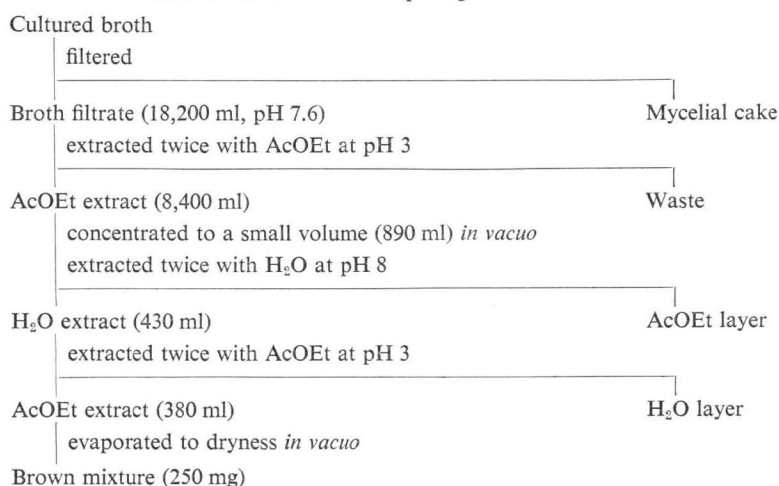 Cultured broth
filtered
Broth filtrate (18,200 ml, pH 7.6) Mycelial cake
extracted twice with AcOEt at pH 3
AcOEt extract (8,400 ml) Waste
concentrated to a small volume (890 ml) in vacuo
extracted twice with H₂O at pH 8
H₂O extract (430 ml) AcOEt layer
extracted twice with AcOEt at pH 3
AcOEt extract (380 ml) H₂O layer
evaporated to dryness in vacuo
Brown mixture (250 mg)